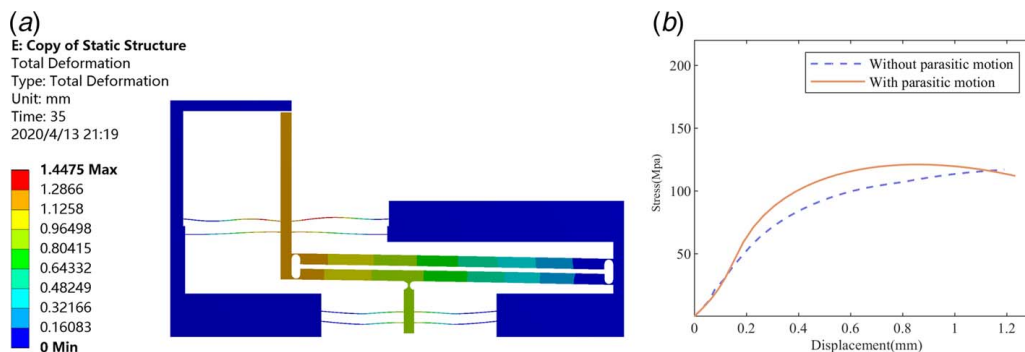 (a)
E: Copy of Static Structure
Total Deformation
Type: Total Deformation
Unit: mm
Time: 35
2020/4/13 21:19
1.4475 Max
1.2866
1.1258
0.96498
0.80415
0.64332
0.48249
0.32166
0.16083
0 Min
(b)
200
150
100
50
0
0.2
0.4
0.6
0.8
1
1.2
Stress(Mpa)
Displacement(mm)
Without parasitic motion
With parasitic motion